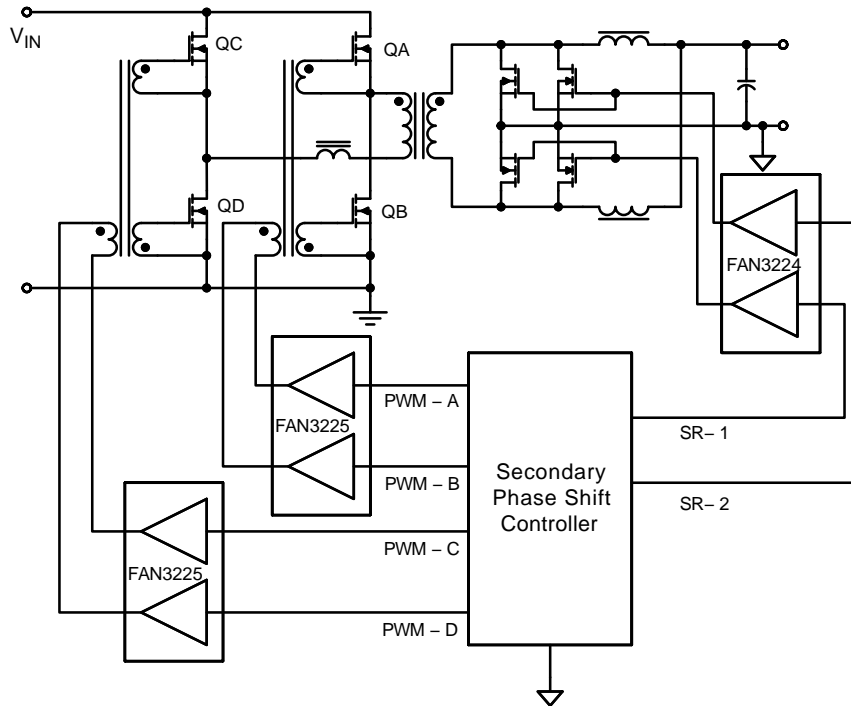 V_IN
QC
QA
QD
QB
FAN3224
FAN3225
PWM – A
PWM – B
SR– 1
Secondary
Phase Shift
Controller
SR– 2
PWM – C
FAN3225
PWM – D